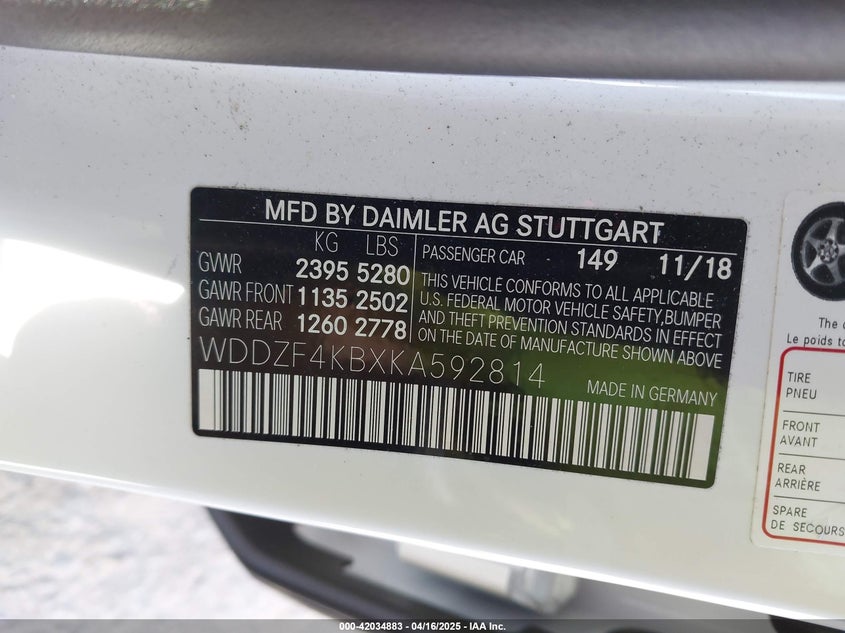 MFD BY DAIMLER AG STUTTGART
KG LBS
GVWR 2395 5280
GAWR FRONT 1135 2502
GAWR REAR 1260 2778
PASSENGER CAR 149 11/18
THIS VEHICLE CONFORMS TO ALL APPLICABLE
U.S. FEDERAL MOTOR VEHICLE SAFETY,BUMPER
AND THEFT PREVENTION STANDARDS IN EFFECT
ON THE DATE OF MANUFACTURE SHOWN ABOVE
WDDZF4KBXKA592814
MADE IN GERMANY
The
Le poids
TIRE
PNEU
FRONT
AVANT
REAR
ARRIÈRE
SPARE
DE SECOURS
000-42034883 - 04/16/2025 - IAA Inc.